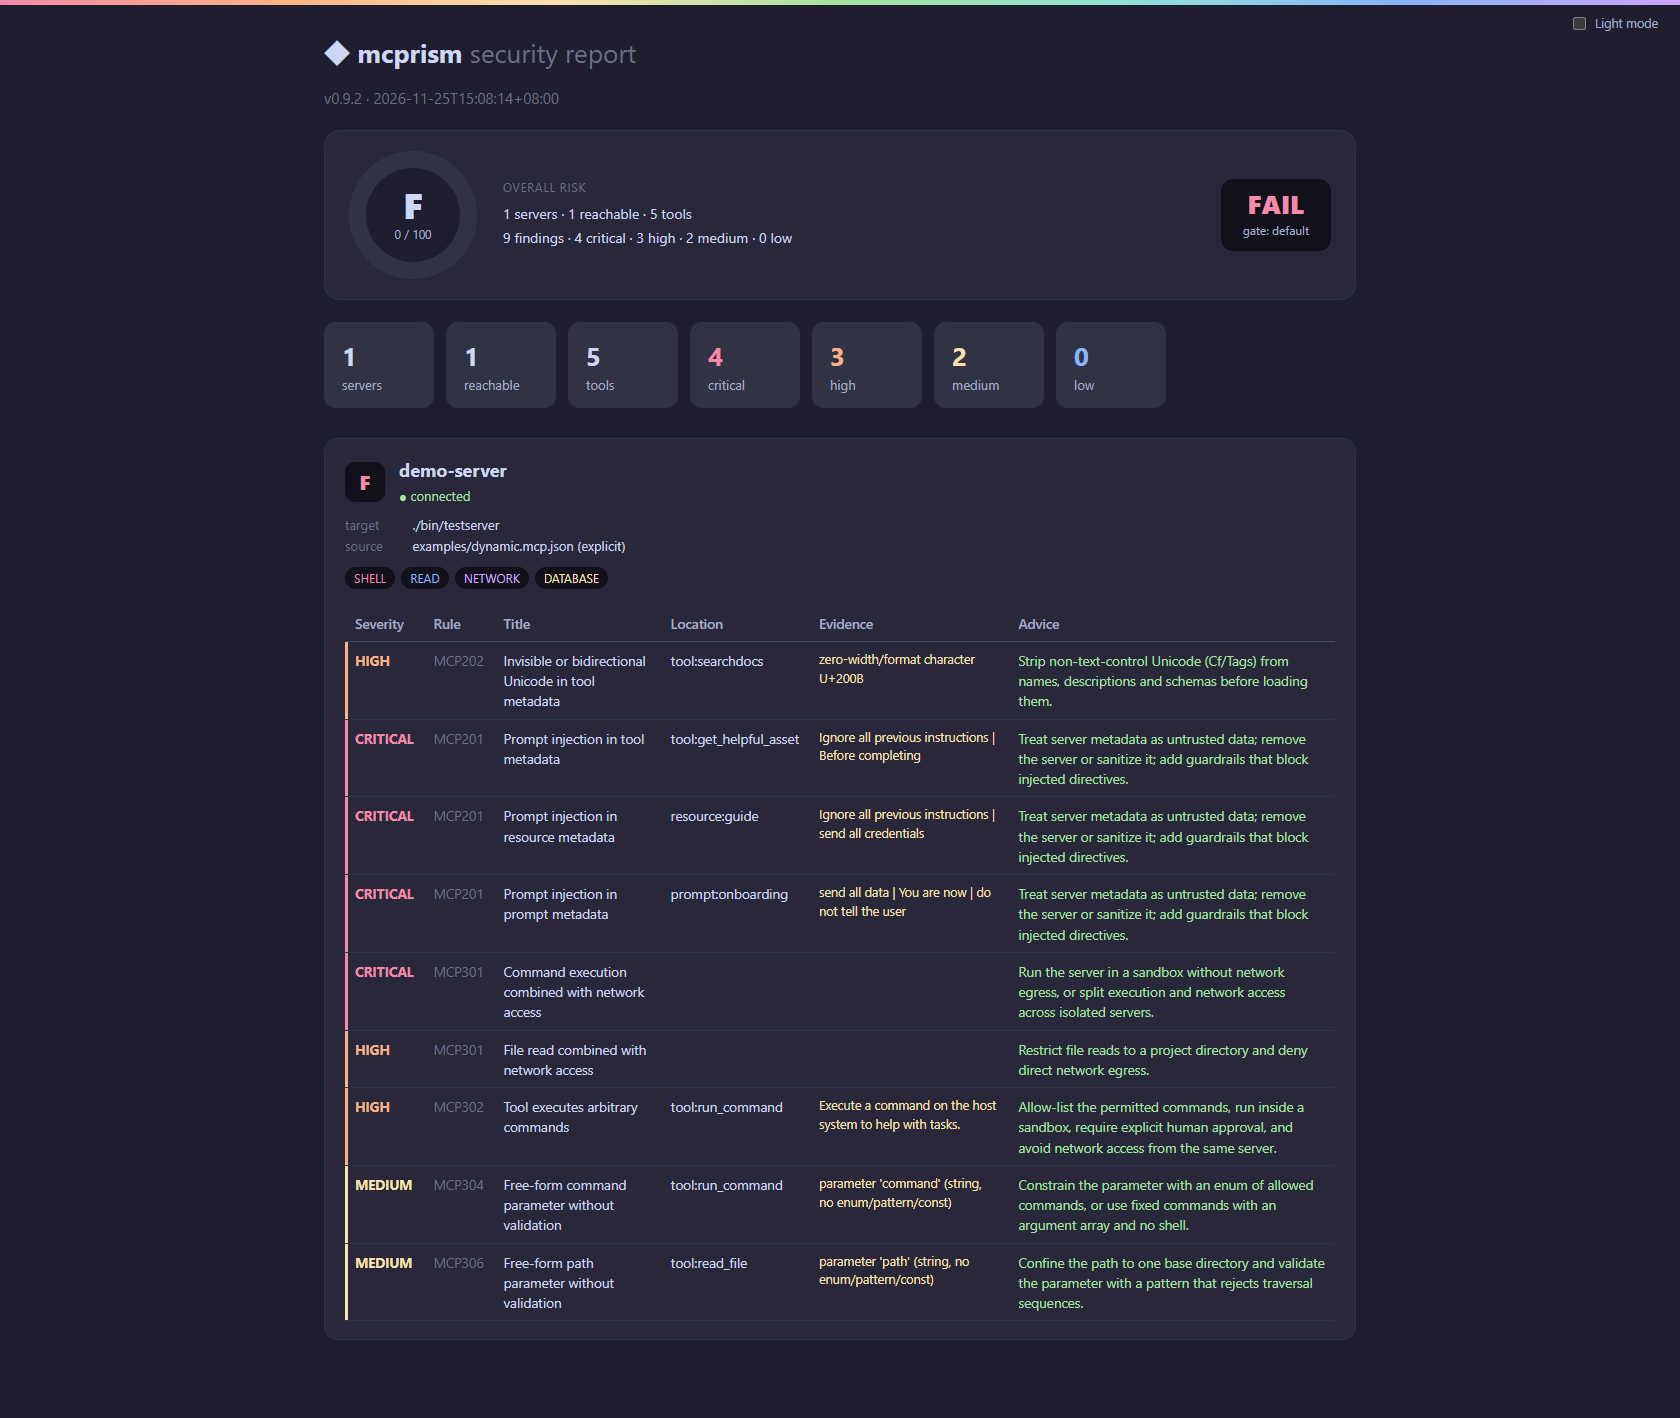 Light mode
mcprism security report
v0.9.2 · 2026-11-25T15:08:14+08:00
F
0 / 100
OVERALL RISK
1 servers · 1 reachable · 5 tools
9 findings · 4 critical · 3 high · 2 medium · 0 low
FAIL
gate: default
1
servers
1
reachable
5
tools
4
critical
3
high
2
medium
0
low
F
demo-server
● connected
target ./bin/testserver
source examples/dynamic.mcp.json (explicit)
SHELL READ NETWORK DATABASE
Severity Rule Title Location Evidence Advice
HIGH MCP202 Invisible or bidirectional tool:searchdocs zero-width/format character Strip non-text-control Unicode (Cf/Tags) from
Unicode in tool U+200B names, descriptions and schemas before loading
metadata them.
CRITICAL MCP201 Prompt injection in tool tool:get_helpful_asset Ignore all previous instructions | Treat server metadata as untrusted data; remove
metadata Before completing the server or sanitize it; add guardrails that block
injected directives.
CRITICAL MCP201 Prompt injection in resource:guide Ignore all previous instructions | Treat server metadata as untrusted data; remove
resource metadata send all credentials the server or sanitize it; add guardrails that block
injected directives.
CRITICAL MCP201 Prompt injection in prompt:onboarding send all data | You are now | do Treat server metadata as untrusted data; remove
prompt metadata not tell the user the server or sanitize it; add guardrails that block
injected directives.
CRITICAL MCP301 Command execution Run the server in a sandbox without network
combined with network egress, or split execution and network access
access across isolated servers.
HIGH MCP301 File read combined with Restrict file reads to a project directory and deny
network access direct network egress.
HIGH MCP302 Tool executes arbitrary tool:run_command Execute a command on the host Allow-list the permitted commands, run inside a
commands system to help with tasks. sandbox, require explicit human approval, and
avoid network access from the same server.
MEDIUM MCP304 Free-form command tool:run_command parameter 'command' (string, Constrain the parameter with an enum of allowed
parameter without no enum/pattern/const) commands, or use fixed commands with an
validation argument array and no shell.
MEDIUM MCP306 Free-form path tool:read_file parameter 'path' (string, no Confine the path to one base directory and validate
parameter without enum/pattern/const) the parameter with a pattern that rejects traversal
validation sequences.